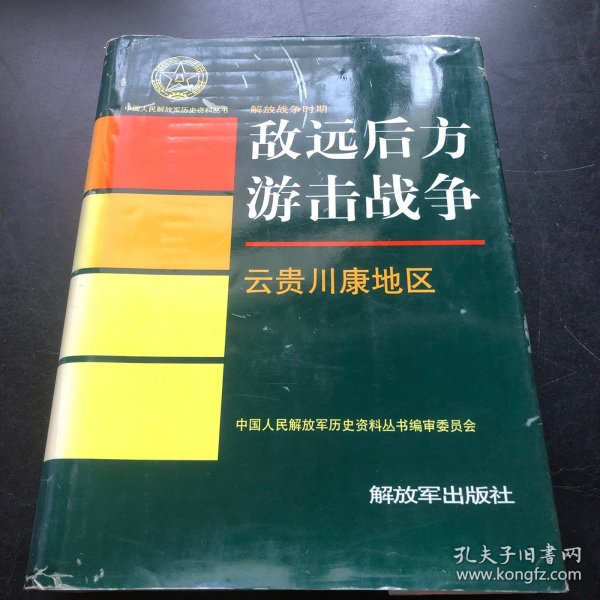 中国人民解放军历史资料丛书
解放战争时期
敌远后方
游击战争
云贵川康地区
中国人民解放军历史资料丛书编审委员会
解放军出版社
孔夫子旧書网
www.kongfz.com